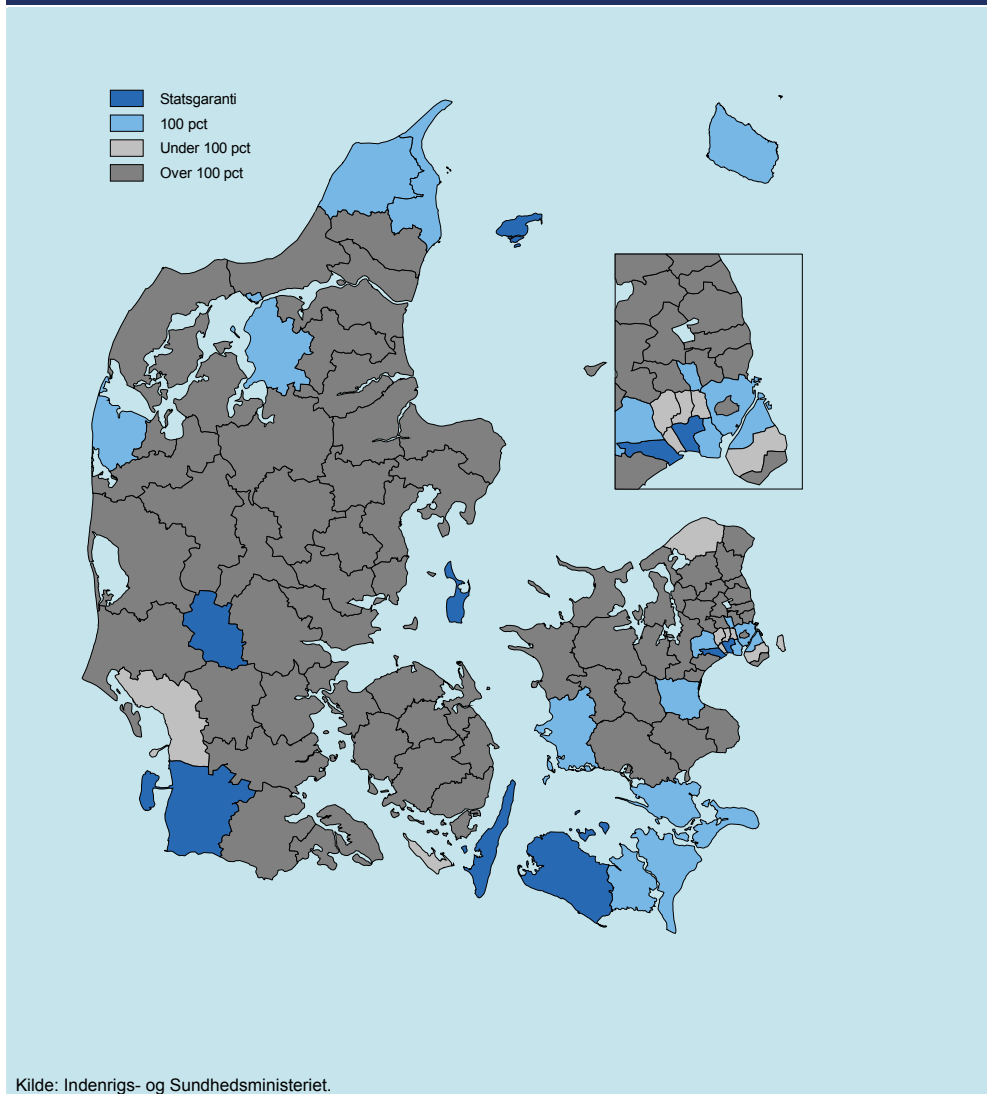 Statsgaranti
100 pct
Under 100 pct
Over 100 pct
Kilde: Indenrigs- og Sundhedsministeriet.